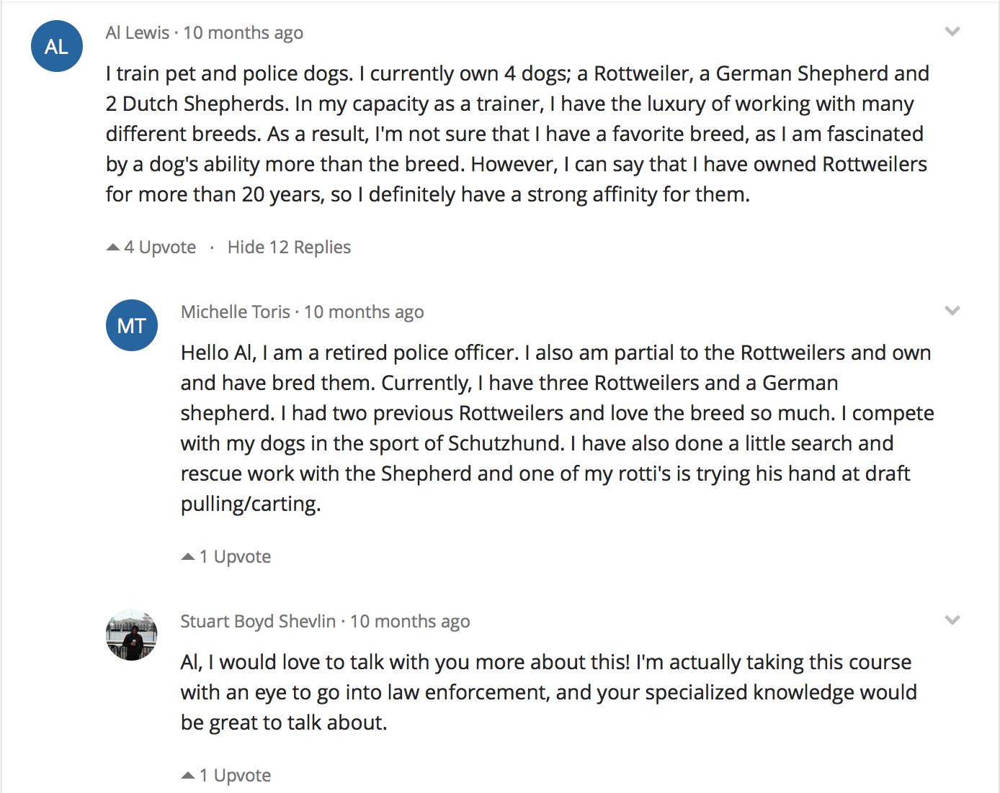 AL
Al Lewis · 10 months ago
I train pet and police dogs. I currently own 4 dogs; a Rottweiler, a German Shepherd and
2 Dutch Shepherds. In my capacity as a trainer, I have the luxury of working with many
different breeds. As a result, I'm not sure that I have a favorite breed, as I am fascinated
by a dog's ability more than the breed. However, I can say that I have owned Rottweilers
for more than 20 years, so I definitely have a strong affinity for them.
4 Upvote · Hide 12 Replies
MT
Michelle Toris · 10 months ago
Hello Al, I am a retired police officer. I also am partial to the Rottweilers and own
and have bred them. Currently, I have three Rottweilers and a German
shepherd. I had two previous Rottweilers and love the breed so much. I compete
with my dogs in the sport of Schutzhund. I have also done a little search and
rescue work with the Shepherd and one of my rotti's is trying his hand at draft
pulling/carting.
1 Upvote
Stuart Boyd Shevlin · 10 months ago
Al, I would love to talk with you more about this! I'm actually taking this course
with an eye to go into law enforcement, and your specialized knowledge would
be great to talk about.
1 Upvote